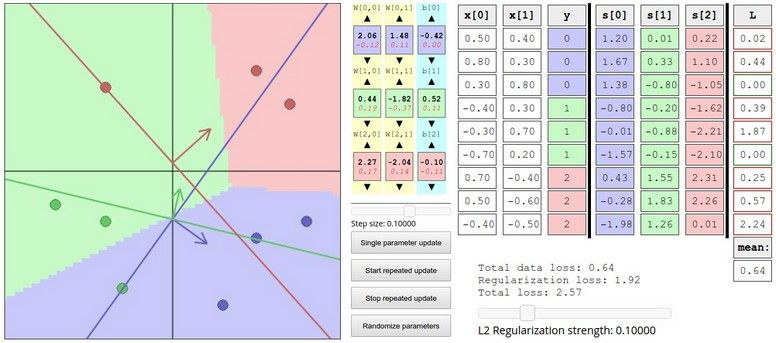 W[0,0] W[0,1] b[0]
2.06 1.48 -0.42
-0.12 0.11 0.00
W[1,0] W[1,1] b[1]
0.44 -1.82 0.52
0.19 -0.37 0.11
W[2,0] W[2,1] b[2]
2.27 -2.04 -0.10
0.17 0.14 -0.11
Step size: 0.10000
Single parameter update
Start repeated update
Stop repeated update
Randomize parameters
x[0] x[1] y s[0] s[1] s[2] L
0.50 0.40 0 1.20 0.01 0.22 0.02
0.80 0.30 0 1.67 0.33 1.10 0.44
0.30 0.80 0 1.38 -0.80 -1.05 0.00
-0.40 0.30 1 -0.80 -0.20 -1.62 0.39
-0.30 0.70 1 -0.01 -0.88 -2.21 1.87
-0.70 0.20 1 -1.57 -0.15 -2.10 0.00
0.70 -0.40 2 0.43 1.55 2.31 0.25
0.50 -0.60 2 -0.28 1.83 2.26 0.57
-0.40 -0.50 2 -1.98 1.26 0.01 2.24
mean:
0.64
Total data loss: 0.64
Regularization loss: 1.92
Total loss: 2.57
L2 Regularization strength: 0.10000